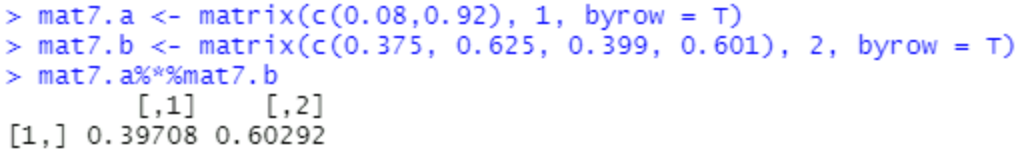 > mat7.a <- matrix(c(0.08,0.92), 1, byrow = T)
> mat7.b <- matrix(c(0.375, 0.625, 0.399, 0.601), 2, byrow = T)
> mat7.a%*%mat7.b
[,1] [,2]
[1,] 0.39708 0.60292